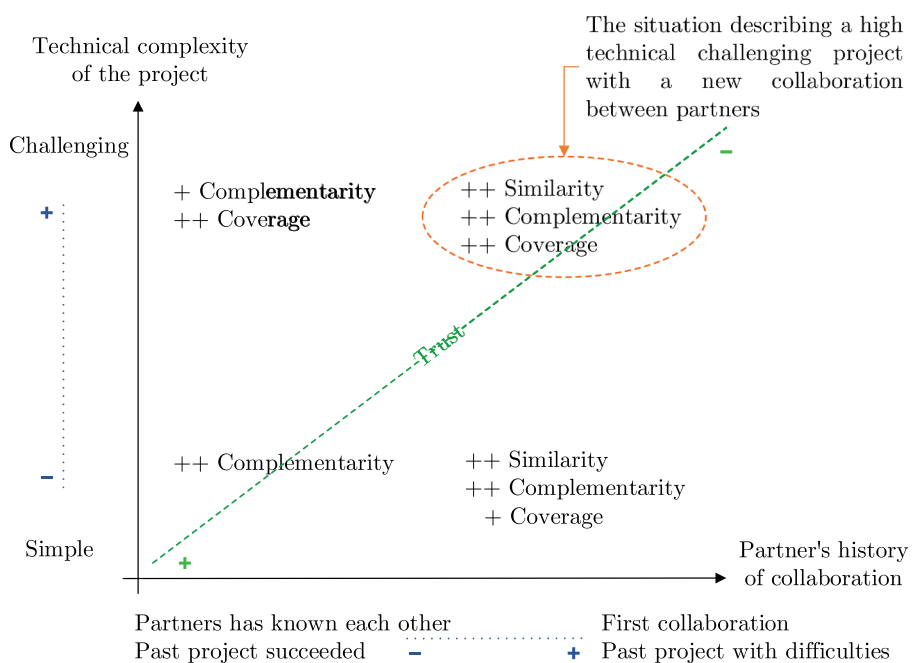 The situation describing a high
technical challenging project
with a new collaboration
between partners
Technical complexity
of the project
Challenging
+ Complementarity
++ Coverage
++ Similarity
++ Complementarity
++ Coverage
−
+
Trust
++ Complementarity
++ Similarity
++ Complementarity
+ Coverage
−
Simple
+
Partner's history
of collaboration
Partners has known each other
Past project succeeded −
First collaboration
+ Past project with difficulties